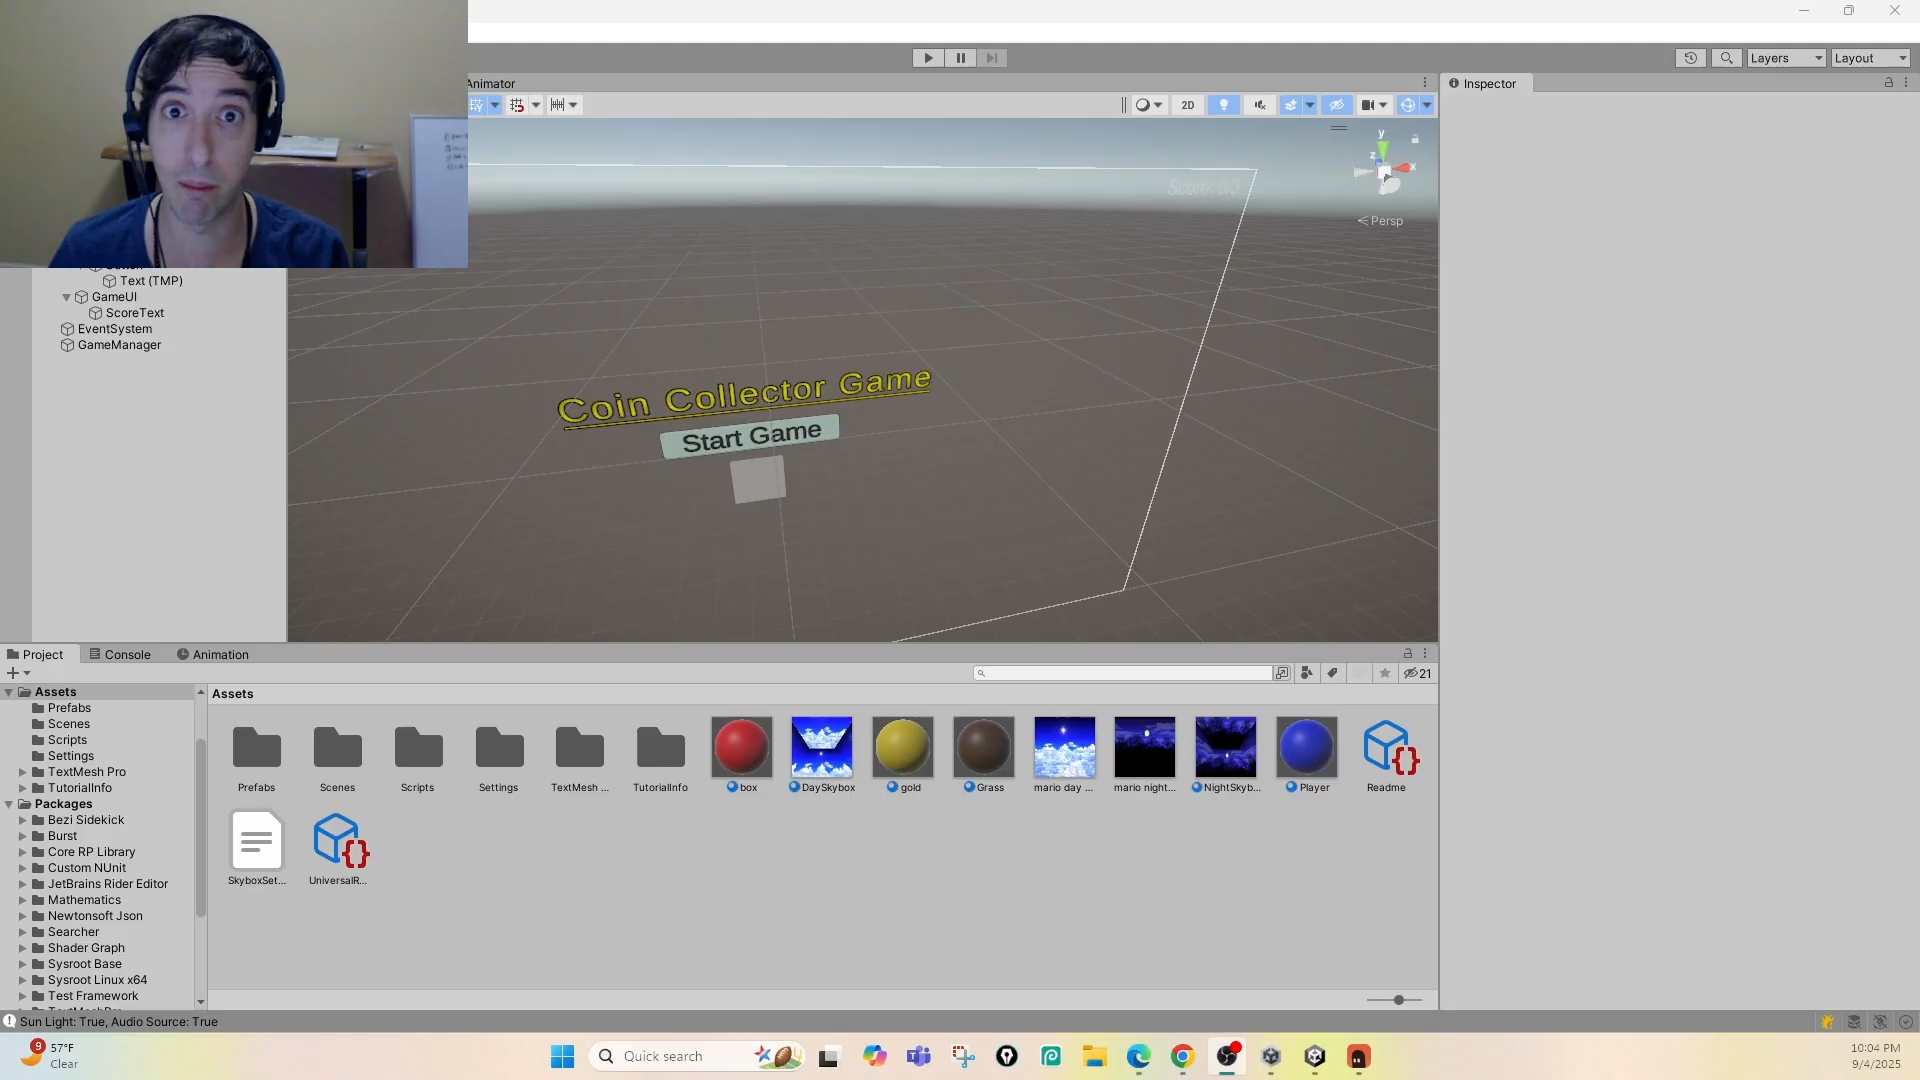 Layers
Layout
Animator
Inspector
2D
y
z
x
Score: 0/3
Persp
Text (TMP)
GameUI
ScoreText
EventSystem
GameManager
Coin Collector Game
Start Game
Project
Console
Animation
21
Assets
Assets
Prefabs
Scenes
Scripts
Settings
TextMesh Pro
TutorialInfo
Packages
Bezi Sidekick
Burst
Core RP Library
Custom NUnit
JetBrains Rider Editor
Mathematics
Newtonsoft Json
Searcher
Shader Graph
Sysroot Base
Sysroot Linux x64
Test Framework
Prefabs
Scenes
Scripts
Settings
TextMesh ...
TutorialInfo
box
DaySkybox
gold
Grass
mario day ...
mario night...
NightSkyb...
Player
Readme
SkyboxSet...
UniversalR...
Sun Light: True, Audio Source: True
9
57°F
Clear
Quick search
10:04 PM
9/4/2025